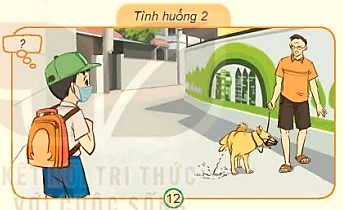 Tình huống 2
?
KẾT NỐI TRI THỨC
VỚI CUỘC SỐNG
12